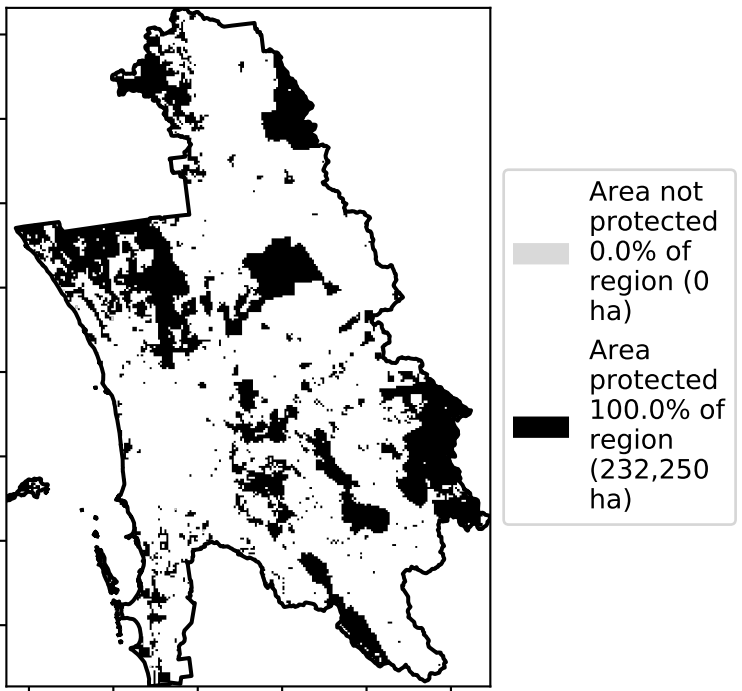 Area not
protected
0.0% of
region (0
ha)
Area
protected
100.0% of
region
(232,250
ha)